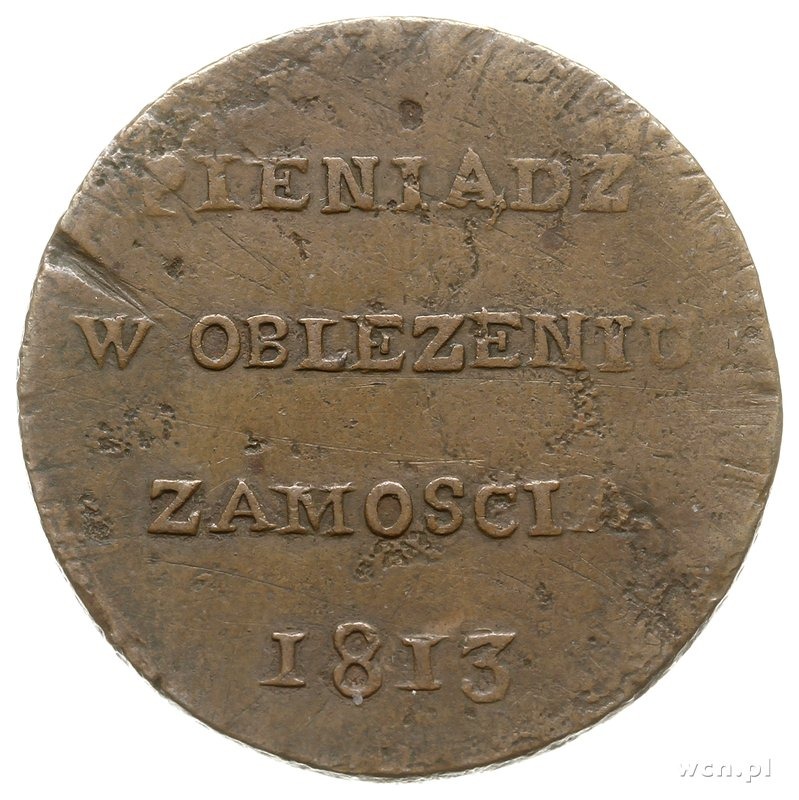 PIENIADZ
W OBLEZENIU
ZAMOSCIA
1813
wcn.pl